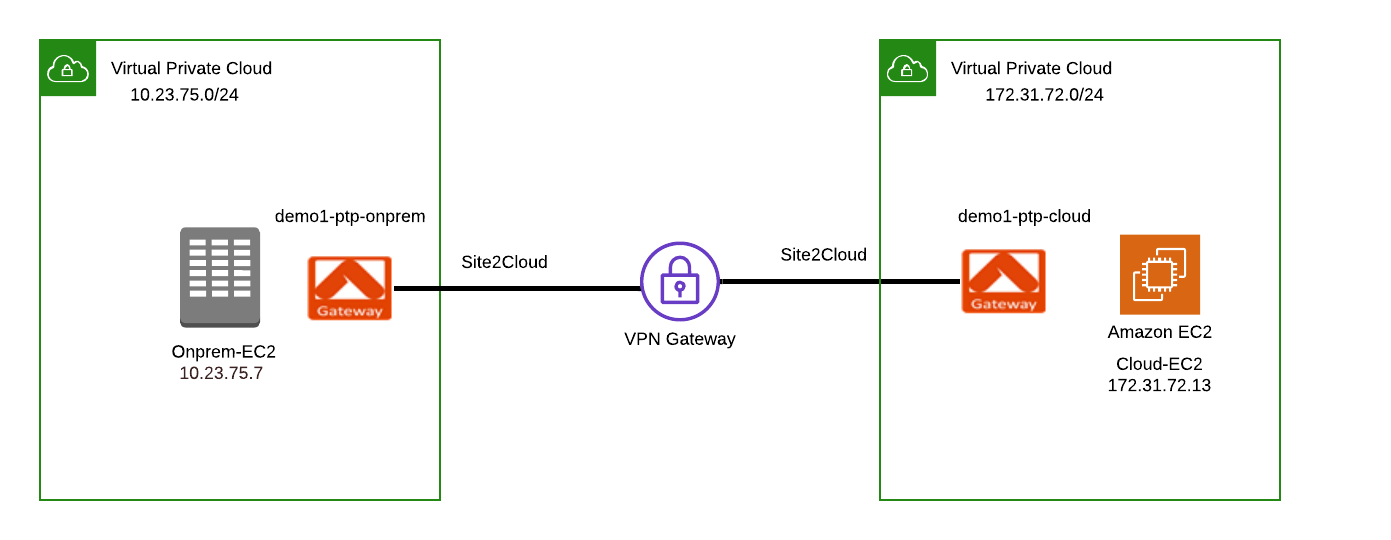 Virtual Private Cloud
10.23.75.0/24
demo1-ptp-onprem
Gateway
Onprem-EC2
10.23.75.7
Site2Cloud
VPN Gateway
Site2Cloud
Virtual Private Cloud
172.31.72.0/24
demo1-ptp-cloud
Gateway
Amazon EC2
Cloud-EC2
172.31.72.13